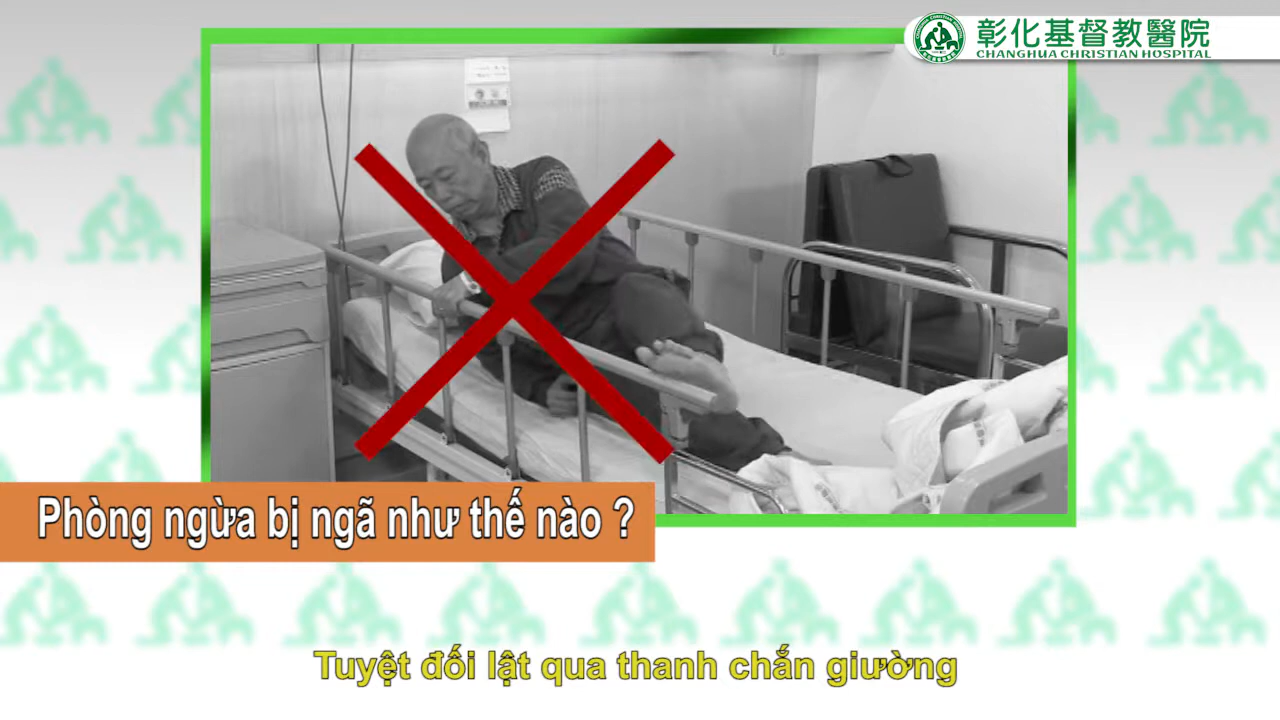 彰化基督教醫院
CHANGHUA CHRISTIAN HOSPITAL
Phòng ngừa bị ngã như thế nào ?
Tuyệt đối lật qua thanh chắn giường